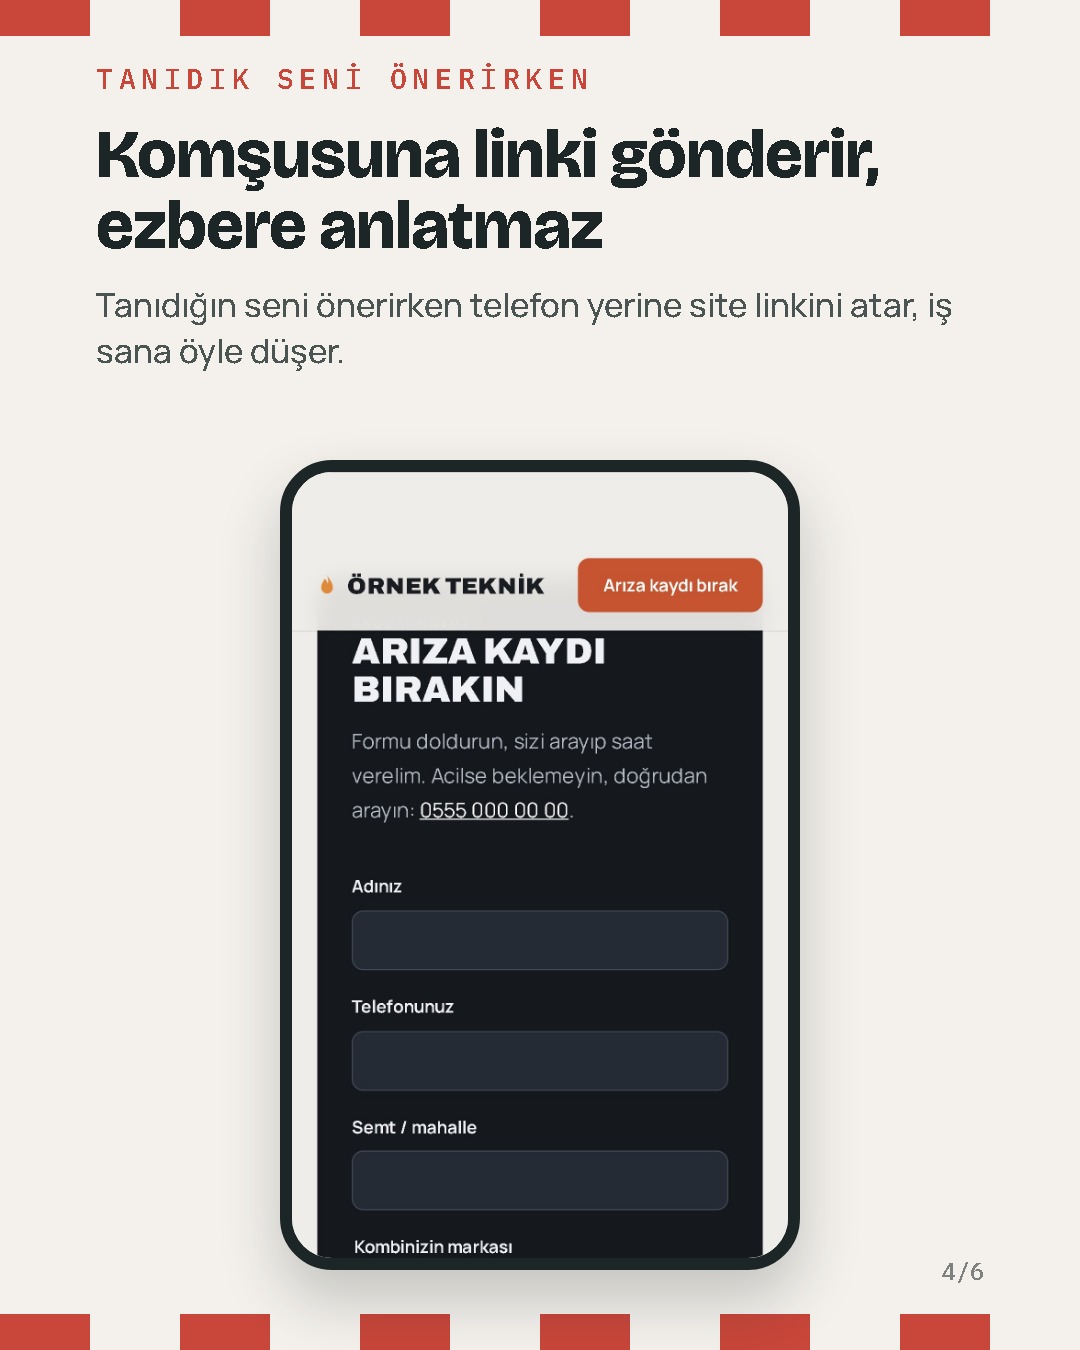 TANIDIK SENİ ÖNERİRKEN
Komşusuna linki gönderir,
ezbere anlatmaz
Tanıdığın seni önerirken telefon yerine site linkini atar, iş
sana öyle düşer.
ÖRNEK TEKNİK
Arıza kaydı bırak
ARIZA KAYDI
BIRAKIN
Formu doldurun, sizi arayıp saat
verelim. Acilse beklemeyin, doğrudan
arayın: 0555 000 00 00.
Adınız
Telefonunuz
Semt / mahalle
Kombinizin markası
4/6